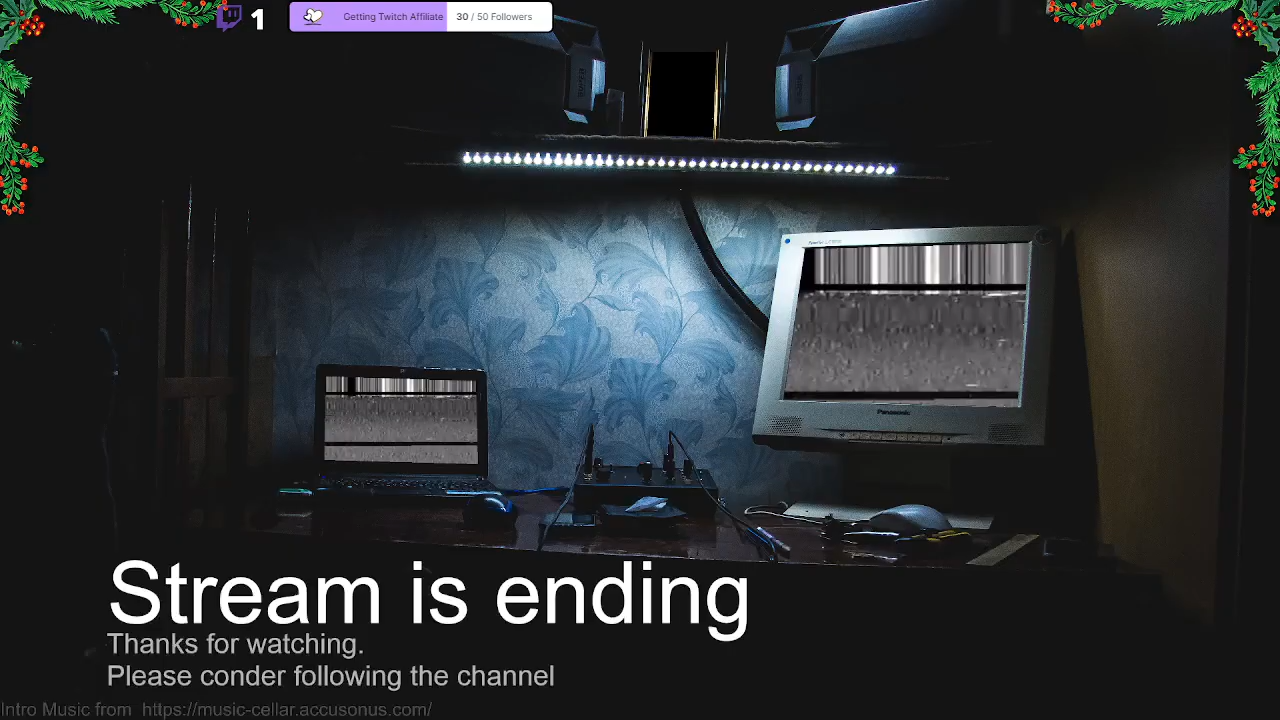 1 Getting Twitch Affiliate 30 / 50 Followers
Panasonic
Stream is ending
Thanks for watching.
Please conder following the channel
Intro Music from https://music-cellar.accusonus.com/